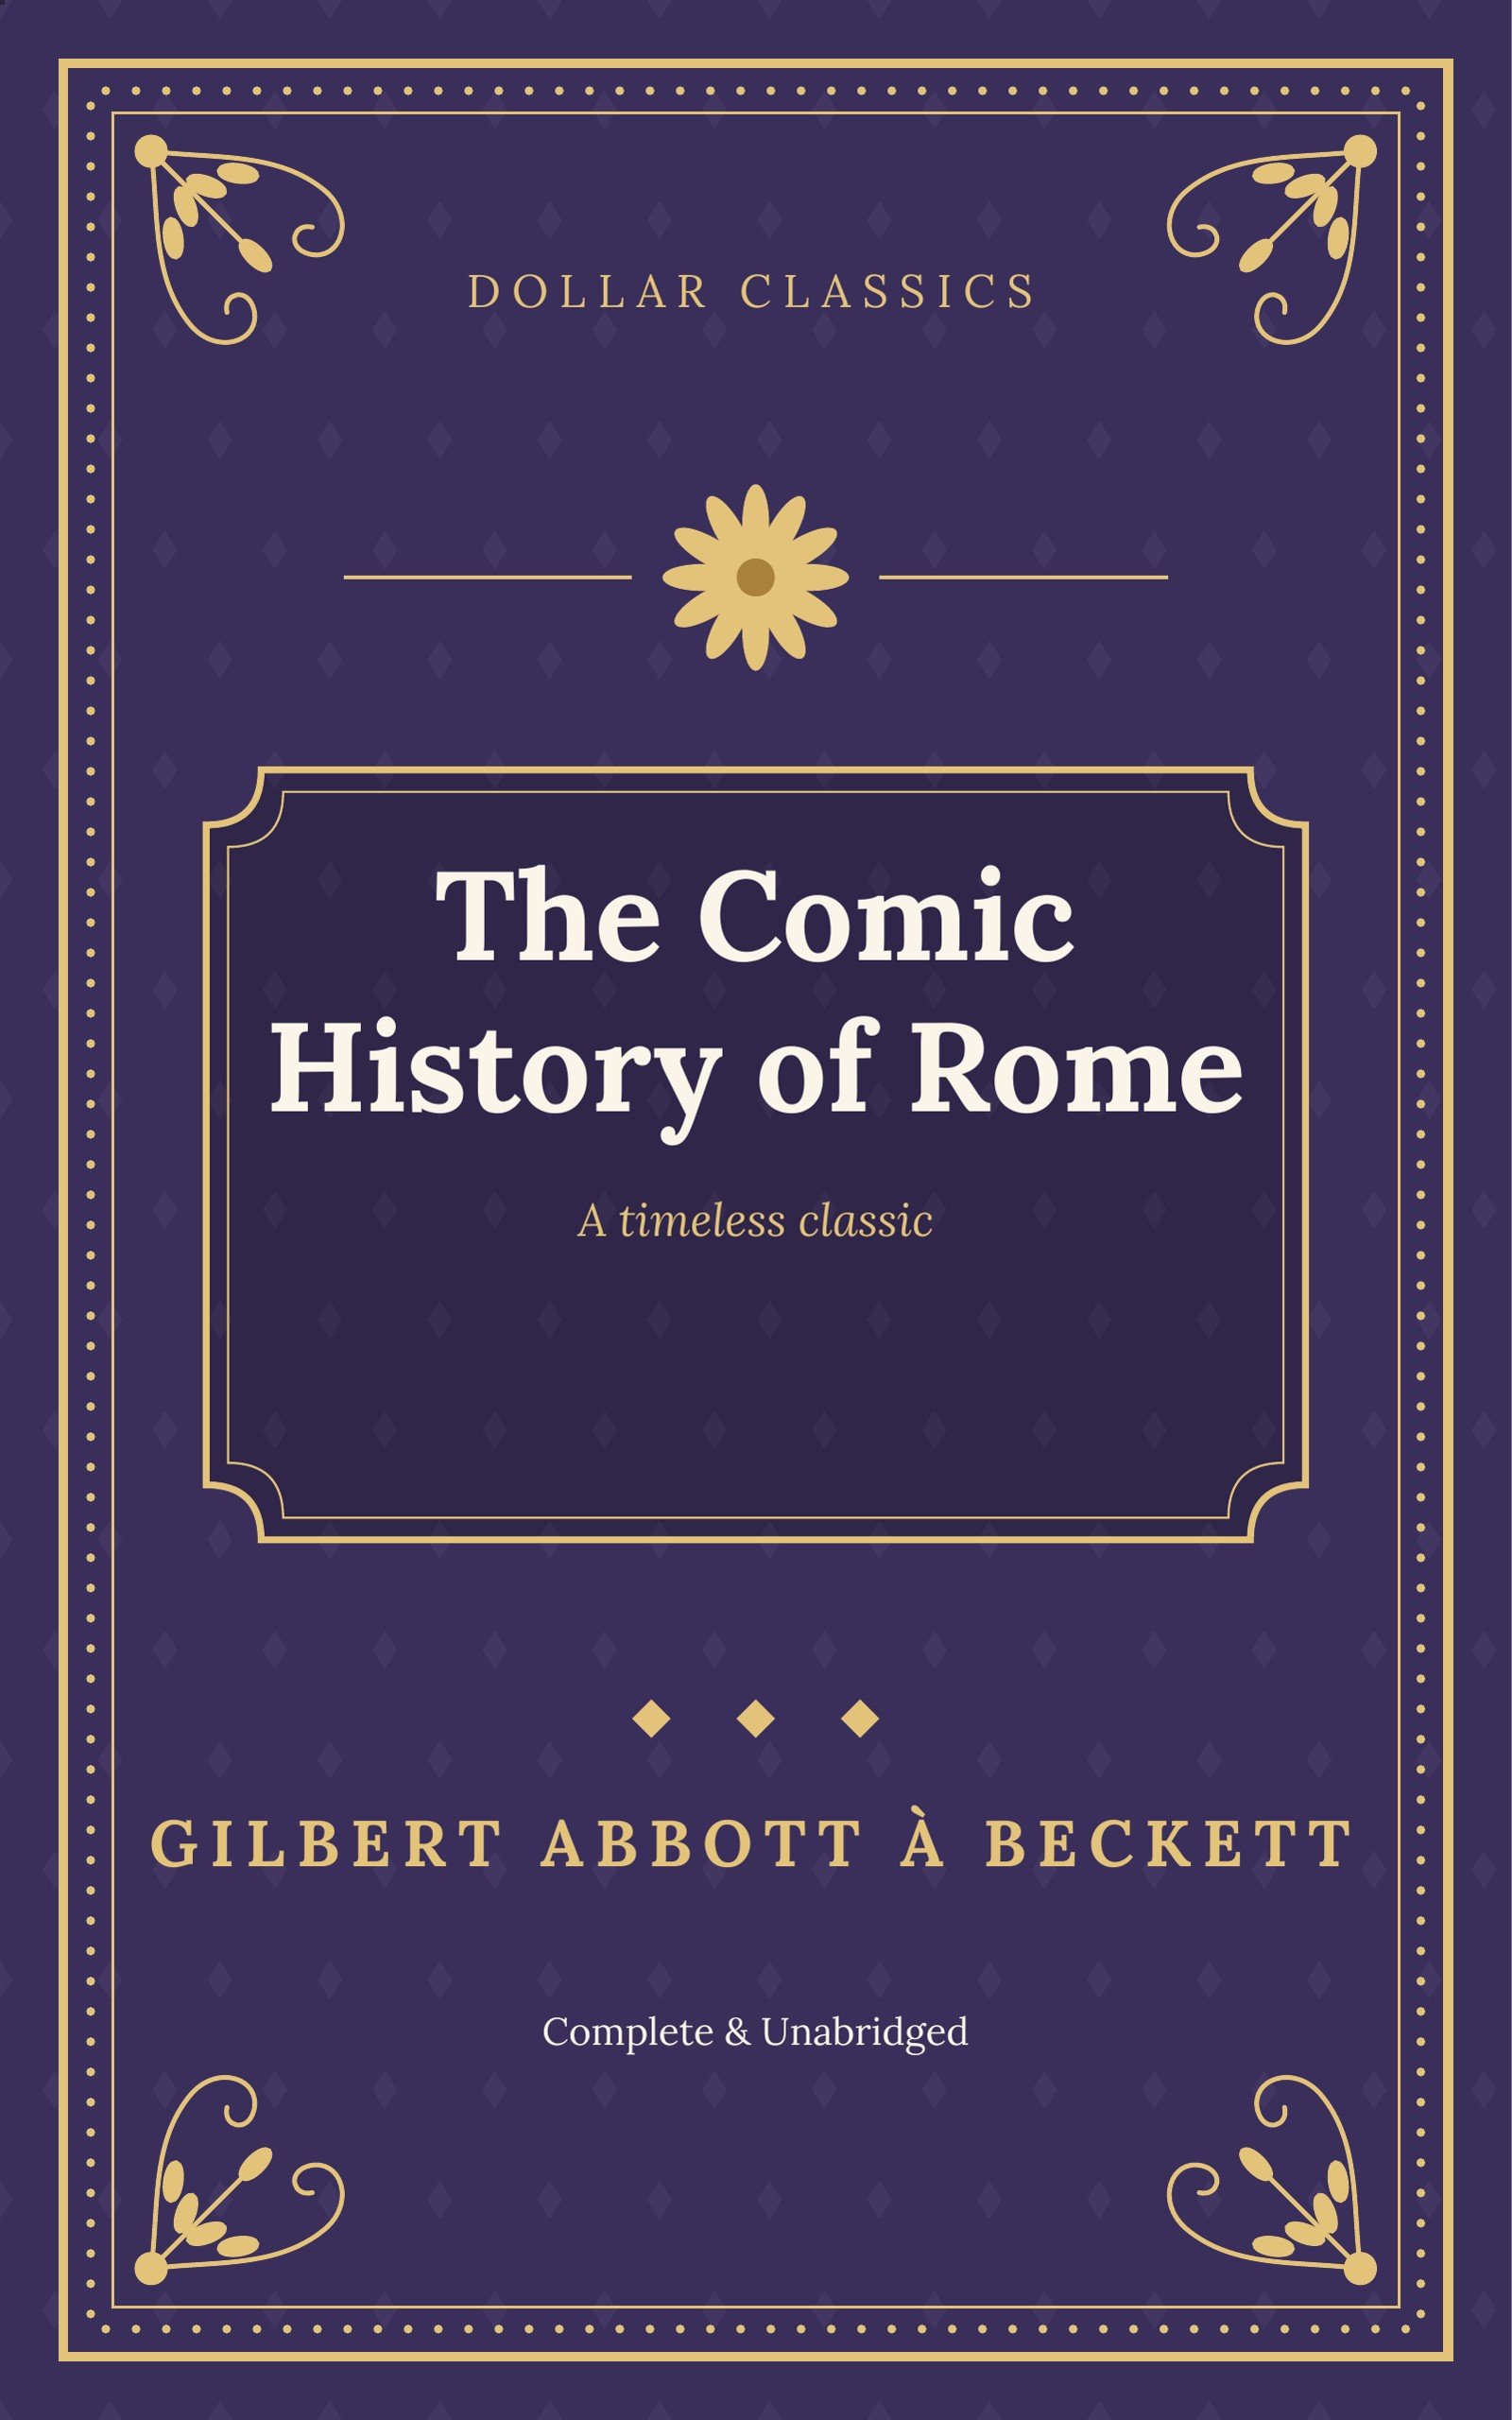 DOLLAR CLASSICS
The Comic
History of Rome
A timeless classic
GILBERT ABBOTT À BECKETT
Complete & Unabridged